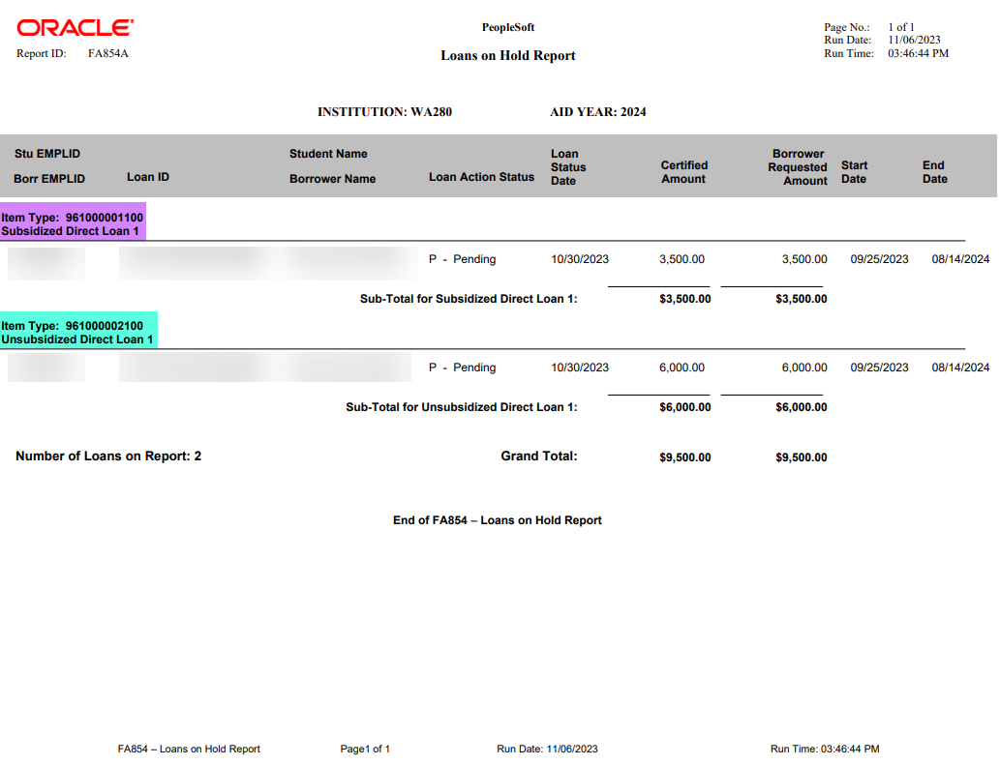 ORACLE
PeopleSoft
Page No.: 1 of 1
Run Date: 11/06/2023
Report ID: FA854A
Loans on Hold Report
Run Time: 03:46:44 PM
INSTITUTION: WA280 AID YEAR: 2024
Stu EMPLID Student Name Loan Status Date Certified Amount Borrower Requested Amount Start Date End Date
Borr EMPLID Loan ID Borrower Name Loan Action Status
Item Type: 961000001100
Subsidized Direct Loan 1
P - Pending 10/30/2023 3,500.00 3,500.00 09/25/2023 08/14/2024
Sub-Total for Subsidized Direct Loan 1: $3,500.00 $3,500.00
Item Type: 961000002100
Unsubsidized Direct Loan 1
P - Pending 10/30/2023 6,000.00 6,000.00 09/25/2023 08/14/2024
Sub-Total for Unsubsidized Direct Loan 1: $6,000.00 $6,000.00
Number of Loans on Report: 2 Grand Total: $9,500.00 $9,500.00
End of FA854 – Loans on Hold Report
FA854 – Loans on Hold Report Page1 of 1 Run Date: 11/06/2023 Run Time: 03:46:44 PM